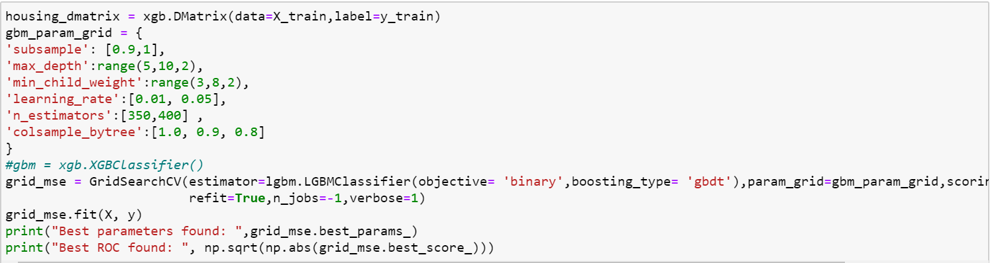 housing_dmatrix = xgb.DMatrix(data=X_train,label=y_train)
gbm_param_grid = {
'subsample': [0.9,1],
'max_depth':range(5,10,2),
'min_child_weight':range(3,8,2),
'learning_rate':[0.01, 0.05],
'n_estimators':[350,400] ,
'colsample_bytree':[1.0, 0.9, 0.8]
}
#gbm = xgb.XGBClassifier()
grid_mse = GridSearchCV(estimator=lgbm.LGBMClassifier(objective= 'binary',boosting_type= 'gbdt'),param_grid=gbm_param_grid,
refit=True,n_jobs=-1,verbose=1)
grid_mse.fit(X, y)
print("Best parameters found: ",grid_mse.best_params_)
print("Best ROC found: ", np.sqrt(np.abs(grid_mse.best_score_)))